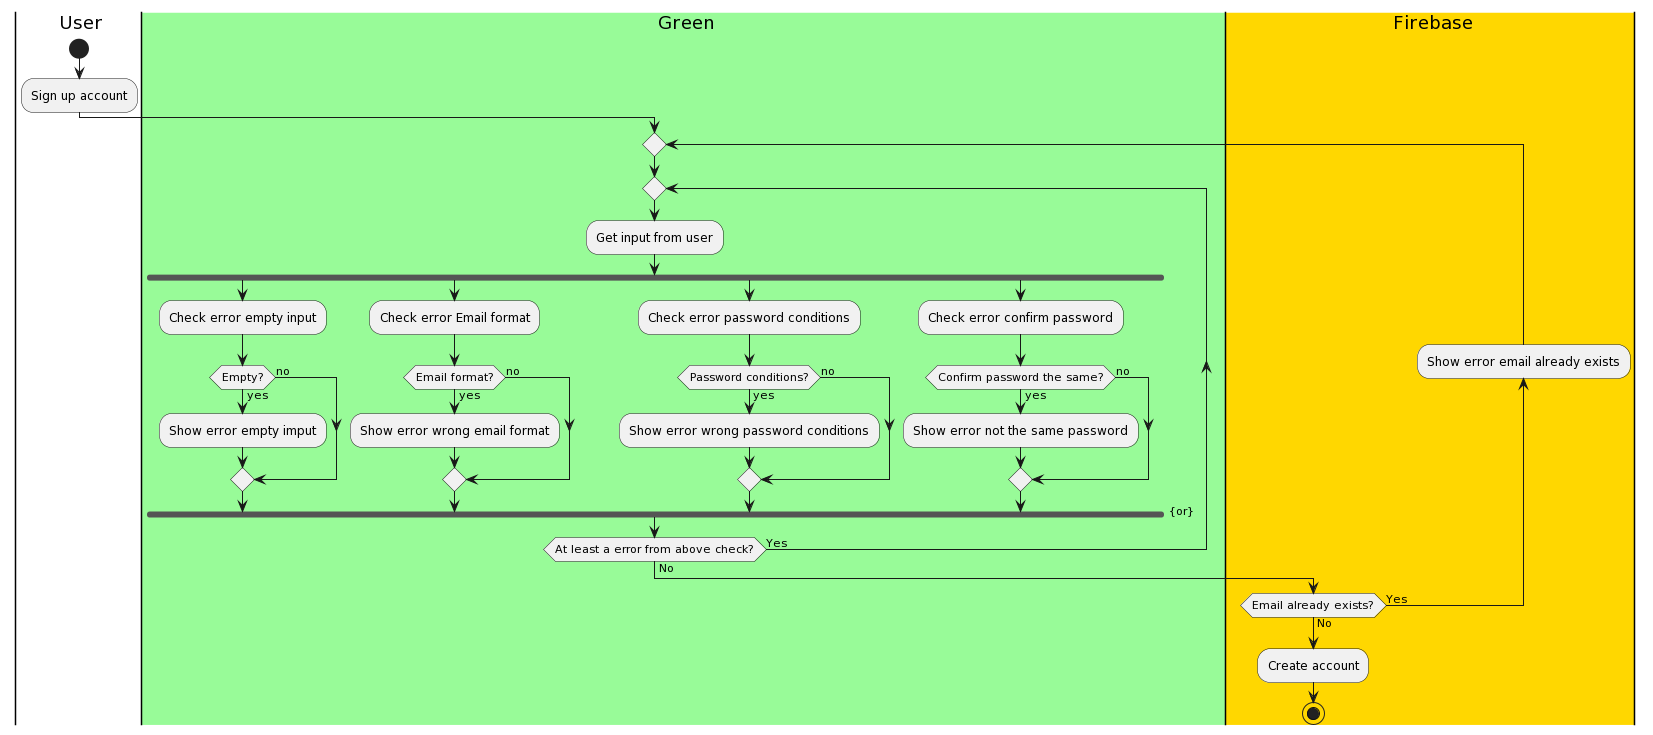 User
Green
Firebase
Sign up account
Get input from user
Check error empty input
Check error Email format
Check error password conditions
Check error confirm password
Show error email already exists
Empty?
no
yes
Email format?
no
yes
Password conditions?
no
yes
Confirm password the same?
no
yes
Show error empty imput
Show error wrong email format
Show error wrong password conditions
Show error not the same password
{or}
At least a error from above check?
Yes
No
Email already exists?
Yes
No
Create account